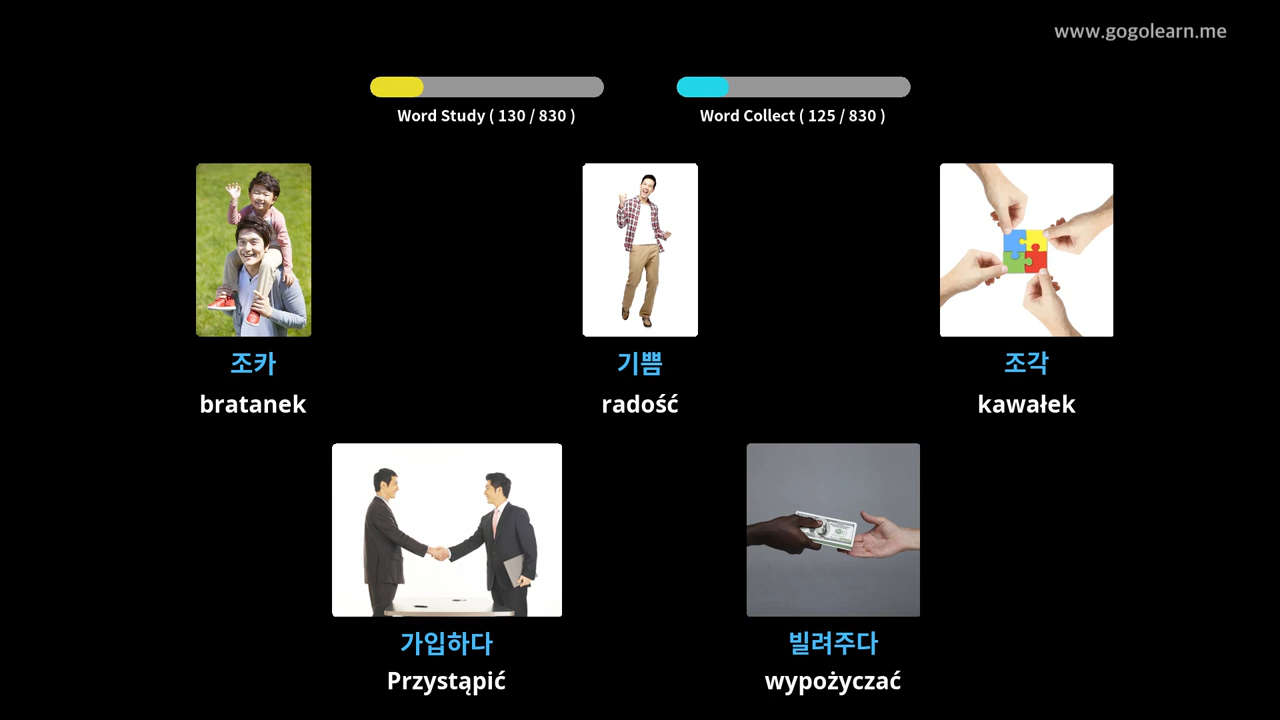 www.gogolearn.me
Word Study ( 130 / 830 )
Word Collect ( 125 / 830 )
조카
기쁨
조각
bratanek
radość
kawałek
가입하다
빌려주다
Przystąpić
wypożyczać